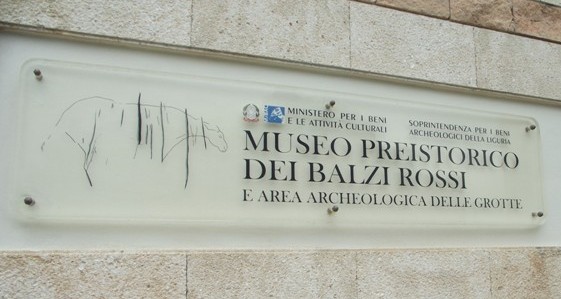 MINISTERO PER I BENI
E LE ATTIVITÀ CULTURALI
SOPRINTENDENZA PER I BENI
ARCHEOLOGICI DELLA LIGURIA
MUSEO PREISTORICO
DEI BALZI ROSSI
E AREA ARCHEOLOGICA DELLE GROTTE